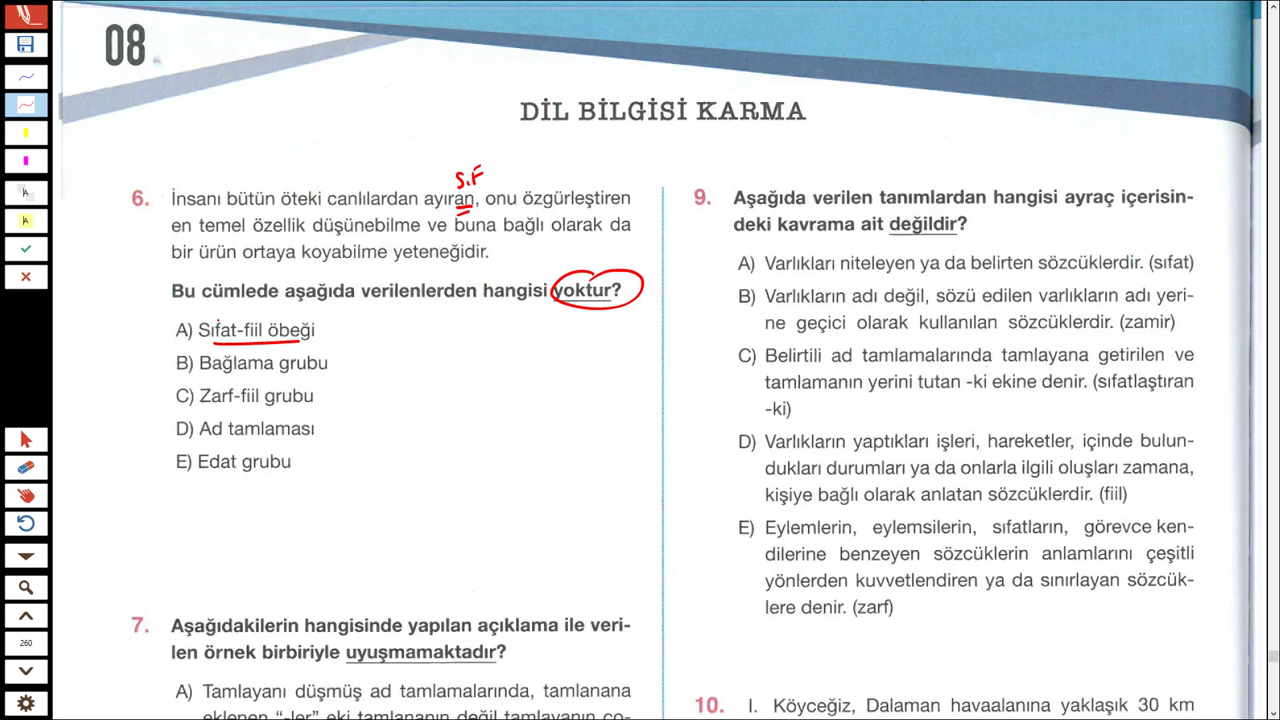 08
DİL BİLGİSİ KARMA
S.F
6. İnsanı bütün öteki canlılardan ayıran, onu özgürleştiren
en temel özellik düşünebilme ve buna bağlı olarak da
bir ürün ortaya koyabilme yeteneğidir.
Bu cümlede aşağıda verilenlerden hangisi yoktur?
A) Sıfat-fiil öbeği
B) Bağlama grubu
C) Zarf-fiil grubu
D) Ad tamlaması
E) Edat grubu
7. Aşağıdakilerin hangisinde yapılan açıklama ile veri-
len örnek birbiriyle uyuşmamaktadır?
A) Tamlayanı düşmüş ad tamlamalarında, tamlanana
eklenen “-ler” eki tamlananın değil tamlayanın ço-
9. Aşağıda verilen tanımlardan hangisi ayraç içerisin-
deki kavrama ait değildir?
A) Varlıkları niteleyen ya da belirten sözcüklerdir. (sıfat)
B) Varlıkların adı değil, sözü edilen varlıkların adı yeri-
ne geçici olarak kullanılan sözcüklerdir. (zamir)
C) Belirtili ad tamlamalarında tamlayana getirilen ve
tamlamanın yerini tutan -ki ekine denir. (sıfatlaştıran
-ki)
D) Varlıkların yaptıkları işleri, hareketler, içinde bulun-
dukları durumları ya da onlarla ilgili oluşları zamana,
kişiye bağlı olarak anlatan sözcüklerdir. (fiil)
E) Eylemlerin, eylemsilerin, sıfatların, görevce ken-
dilerine benzeyen sözcüklerin anlamlarını çeşitli
yönlerden kuvvetlendiren ya da sınırlayan sözcük-
lere denir. (zarf)
10. I. Köyceğiz, Dalaman havaalanına yaklaşık 30 km
A
A
260